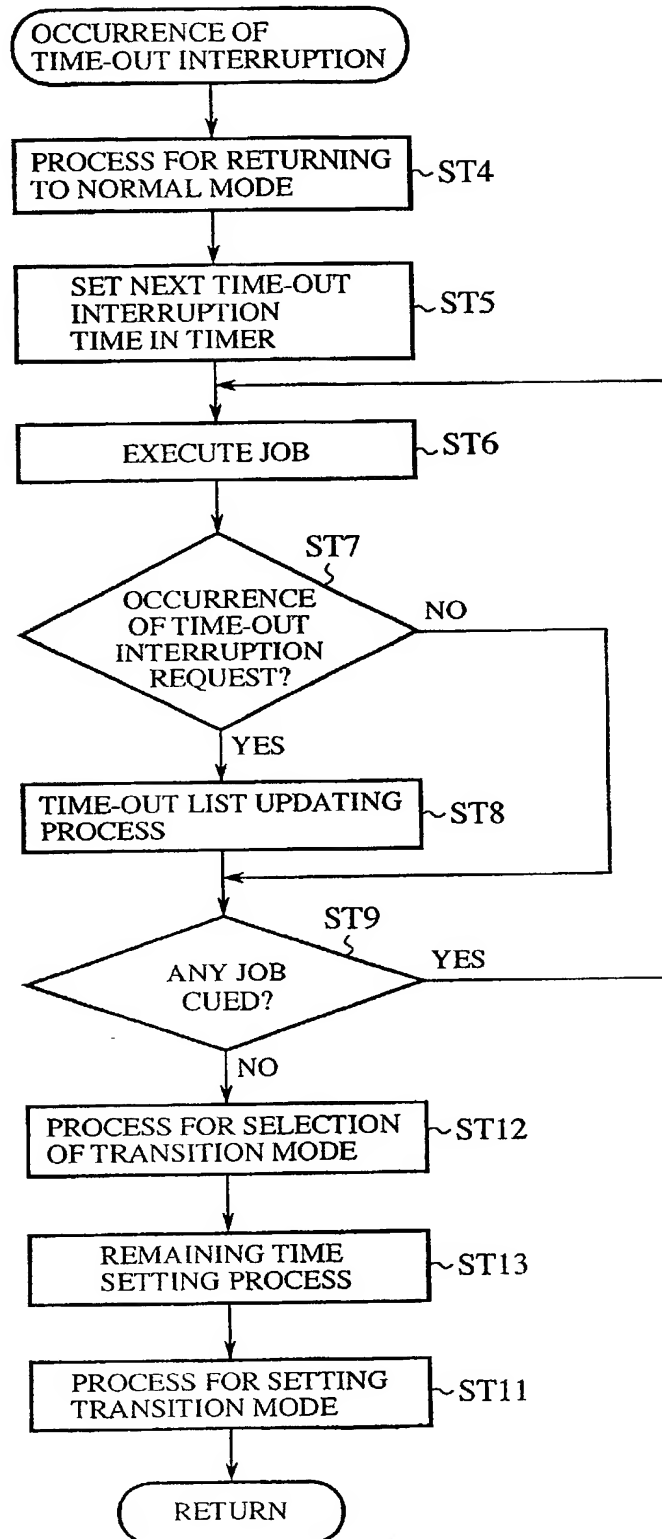 OCCURRENCE OF
TIME-OUT INTERRUPTION
PROCESS FOR RETURNING
TO NORMAL MODE
ST4
SET NEXT TIME-OUT
INTERRUPTION
TIME IN TIMER
ST5
EXECUTE JOB
ST6
ST7
OCCURRENCE
OF TIME-OUT
INTERRUPTION
REQUEST?
NO
YES
TIME-OUT LIST UPDATING
PROCESS
ST8
ST9
ANY JOB
CUED?
YES
NO
PROCESS FOR SELECTION
OF TRANSITION MODE
ST12
REMAINING TIME
SETTING PROCESS
ST13
PROCESS FOR SETTING
TRANSITION MODE
ST11
RETURN